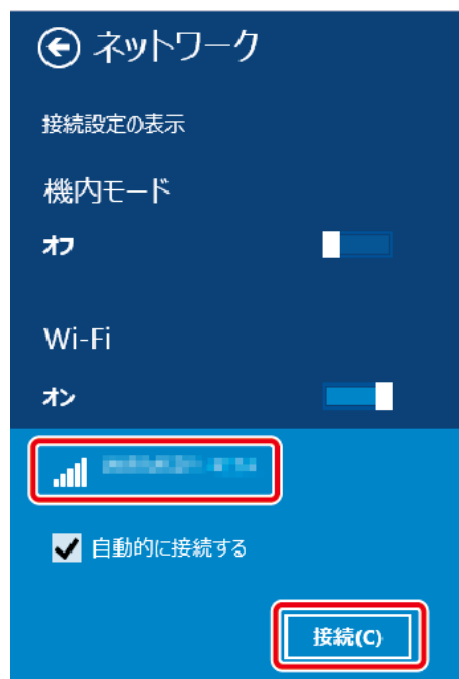 ネットワーク
接続設定の表示
機内モード
オフ
Wi-Fi
オン
自動的に接続する
接続(C)